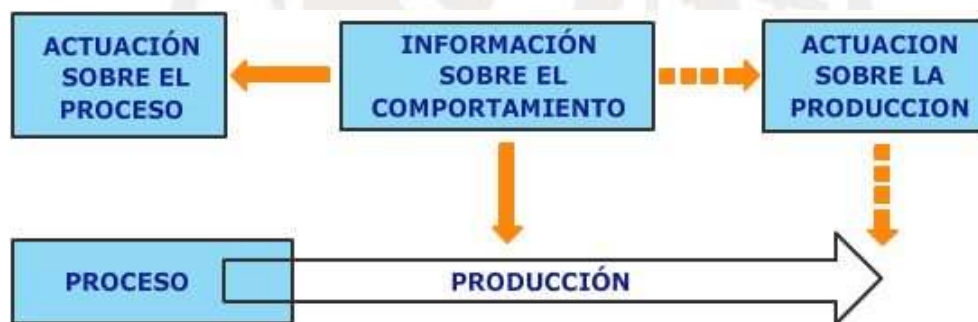 ACTUACIÓN
SOBRE EL
PROCESO
INFORMACIÓN
SOBRE EL
COMPORTAMIENTO
ACTUACION
SOBRE LA
PRODUCCION
PROCESO
PRODUCCIÓN